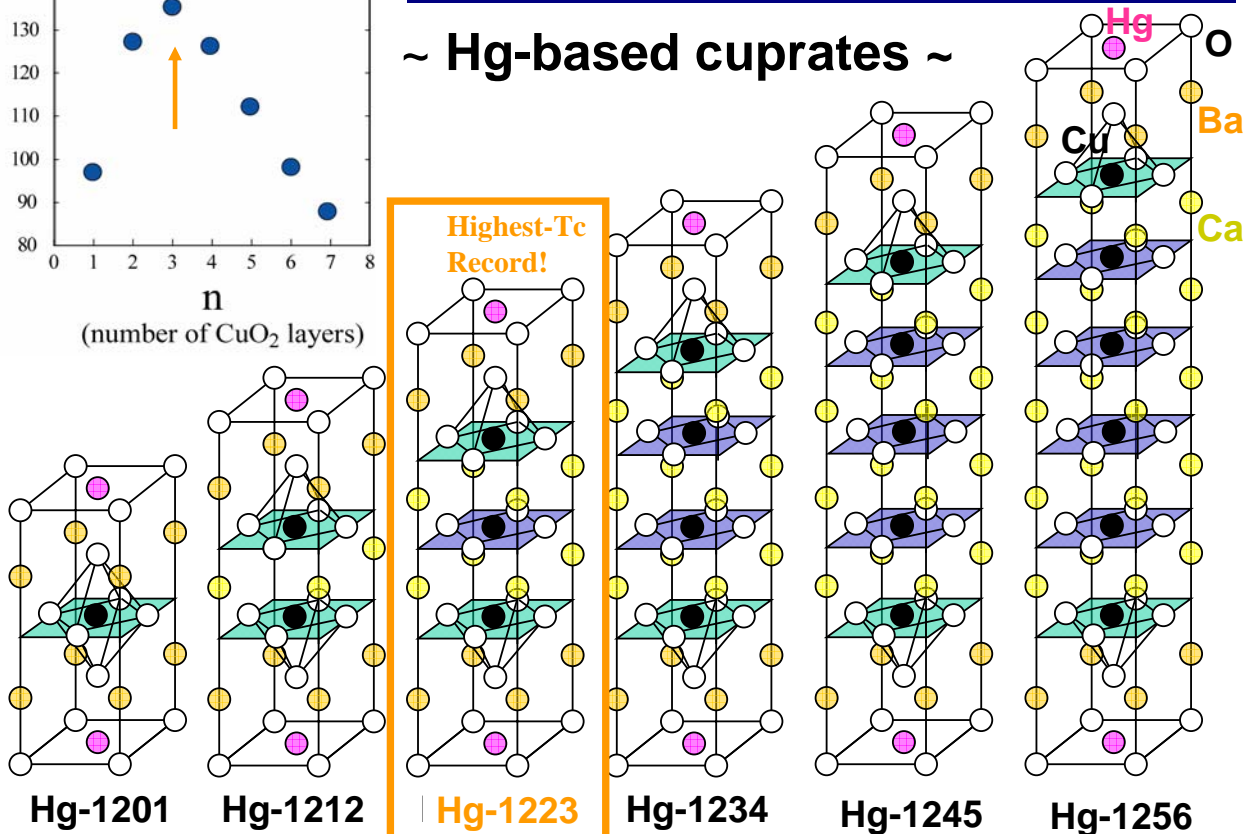 130
120
110
100
90
80
0 1 2 3 4 5 6 7 8
n
(number of CuO₂ layers)
~ Hg-based cuprates ~
Hg
O
Ba
Cu
Ca
Highest-Tc
Record!
Hg-1201 Hg-1212 Hg-1223 Hg-1234 Hg-1245 Hg-1256